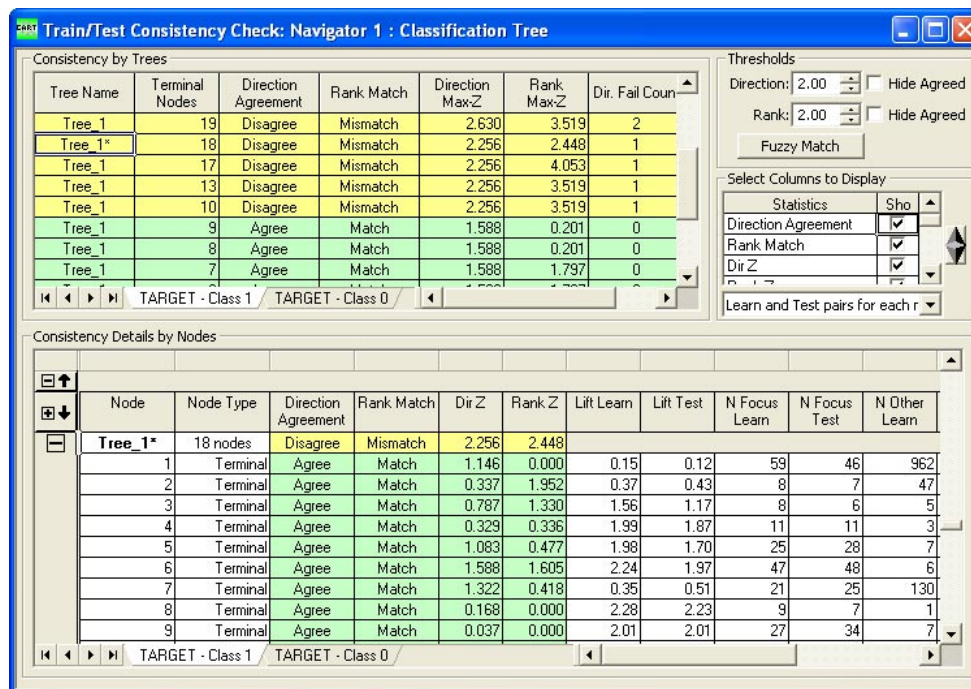 CART Train/Test Consistency Check: Navigator 1 : Classification Tree
Consistency by Trees
Tree Name Terminal Nodes Direction Agreement Rank Match Direction Max-Z Rank Max-Z Dir. Fail Coun
Tree_1 19 Disagree Mismatch 2.630 3.519 2
Tree_1* 18 Disagree Mismatch 2.256 2.448 1
Tree_1 17 Disagree Mismatch 2.256 4.053 1
Tree_1 13 Disagree Mismatch 2.256 3.519 1
Tree_1 10 Disagree Mismatch 2.256 3.519 1
Tree_1 9 Agree Match 1.588 0.201 0
Tree_1 8 Agree Match 1.588 0.201 0
Tree_1 7 Agree Match 1.588 1.797 0
TARGET - Class 1 TARGET - Class 0
Thresholds
Direction: 2.00 Hide Agreed
Rank: 2.00 Hide Agreed
Fuzzy Match
Select Columns to Display
Statistics Sho
Direction Agreement
Rank Match
Dir Z
Learn and Test pairs for each r
Consistency Details by Nodes
Node Node Type Direction Agreement Rank Match Dir Z Rank Z Lift Learn Lift Test N Focus Learn N Focus Test N Other Learn
Tree_1* 18 nodes Disagree Mismatch 2.256 2.448
1 Terminal Agree Match 1.146 0.000 0.15 0.12 59 46 962
2 Terminal Agree Match 0.337 1.952 0.37 0.43 8 7 47
3 Terminal Agree Match 0.787 1.330 1.56 1.17 8 6 5
4 Terminal Agree Match 0.329 0.336 1.99 1.87 11 11 3
5 Terminal Agree Match 1.083 0.477 1.98 1.70 25 28 7
6 Terminal Agree Match 1.588 1.605 2.24 1.97 47 48 6
7 Terminal Agree Match 1.322 0.418 0.35 0.51 21 25 130
8 Terminal Agree Match 0.168 0.000 2.28 2.23 9 7 1
9 Terminal Agree Match 0.037 0.000 2.01 2.01 27 34 7
TARGET - Class 1 TARGET - Class 0